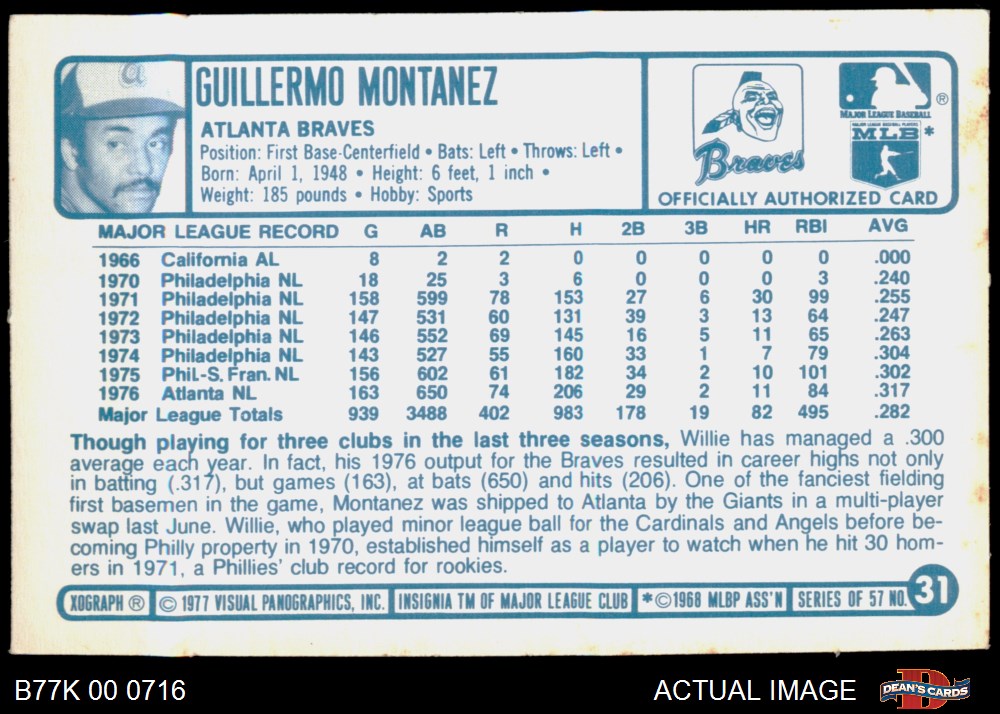 a
GUILLERMO MONTANEZ
ATLANTA BRAVES
Position: First Base-Centerfield • Bats: Left • Throws: Left •
Born: April 1, 1948 • Height: 6 feet, 1 inch •
Weight: 185 pounds • Hobby: Sports
Braves
MAJOR LEAGUE BASEBALL
®
MAJOR LEAGUE BASEBALL PLAYERS
MLB *
OFFICIALLY AUTHORIZED CARD
MAJOR LEAGUE RECORD G AB R H 2B 3B HR RBI AVG
1966 California AL 8 2 2 0 0 0 0 0 .000
1970 Philadelphia NL 18 25 3 6 0 0 0 3 .240
1971 Philadelphia NL 158 599 78 153 27 6 30 99 .255
1972 Philadelphia NL 147 531 60 131 39 3 13 64 .247
1973 Philadelphia NL 146 552 69 145 16 5 11 65 .263
1974 Philadelphia NL 143 527 55 160 33 1 7 79 .304
1975 Phil.-S. Fran. NL 156 602 61 182 34 2 10 101 .302
1976 Atlanta NL 163 650 74 206 29 2 11 84 .317
Major League Totals 939 3488 402 983 178 19 82 495 .282
Though playing for three clubs in the last three seasons, Willie has managed a .300
average each year. In fact, his 1976 output for the Braves resulted in career highs not only
in batting (.317), but games (163), at bats (650) and hits (206). One of the fanciest fielding
first basemen in the game, Montanez was shipped to Atlanta by the Giants in a multi-player
swap last June. Willie, who played minor league ball for the Cardinals and Angels before be-
coming Philly property in 1970, established himself as a player to watch when he hit 30 hom-
ers in 1971, a Phillies' club record for rookies.
XOGRAPH ® © 1977 VISUAL PANOGRAPHICS, INC. INSIGNIA TM OF MAJOR LEAGUE CLUB *©1968 MLBP ASS'N SERIES OF 57 NO. 31
B77K 00 0716 ACTUAL IMAGE D DEAN'S CARDS